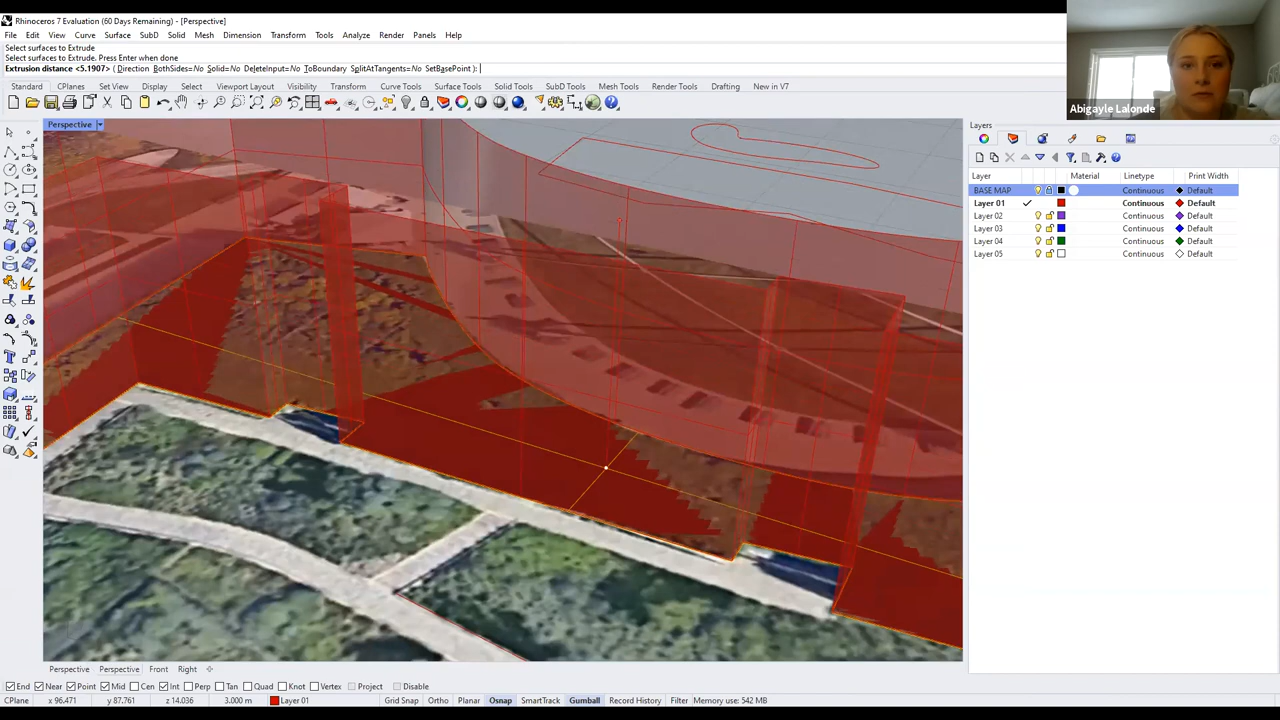 Rhinoceros 7 Evaluation (60 Days Remaining) - [Perspective]
File Edit View Curve Surface SubD Solid Mesh Dimension Transform Tools Analyze Render Panels Help
Select surfaces to Extrude
Select surfaces to Extrude. Press Enter when done
Extrusion distance <5.1907> ( Direction BothSides=No Solid=No DeleteInput=No ToBoundary SplitAtTangents=No SetBasePoint ):
Standard CPlanes Set View Display Select Viewport Layout Visibility Transform Curve Tools Surface Tools Solid Tools SubD Tools Mesh Tools Render Tools Drafting New in V7
Abigayle Lalonde
Perspective
Layers
Layer Material Linetype Print Width
BASE MAP Continuous Default
Layer 01 Continuous Default
Layer 02 Continuous Default
Layer 03 Continuous Default
Layer 04 Continuous Default
Layer 05 Continuous Default
Perspective Perspective Front Right
End Near Point Mid Cen Int Perp Tan Quad Knot Vertex Project Disable
CPlane x 96.471 y 87.761 z 14.036 3.000 m Layer 01 Grid Snap Ortho Planar Osnap SmartTrack Gumball Record History Filter Memory use: 542 MB